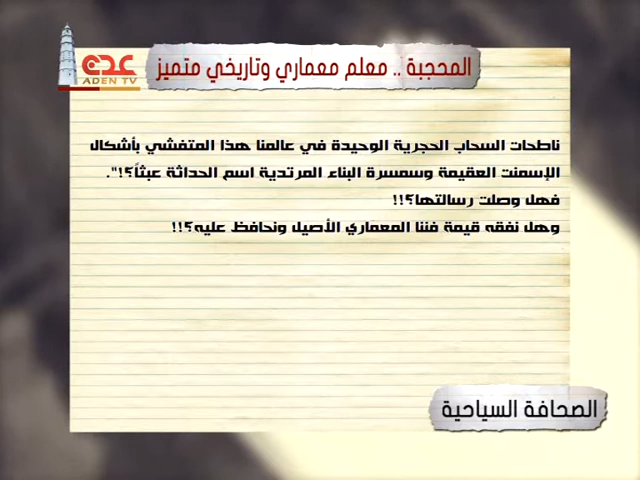 عدن
ADEN TV
المحجبة .. معلم معماري وتاريخي متميز
ناطحات السحاب الحجرية الوحيدة في عالمنا هذا المتفشي بأشكال
الإسمنت العقيمة وسمسرة البناء المرتدية اسم الحداثة عبثاً؟!".
فهل وصلت رسالتها؟!!
وهل نفقه قيمة فننا المعماري الأصيل ونحافظ عليه؟!!
الصحافة السياحية